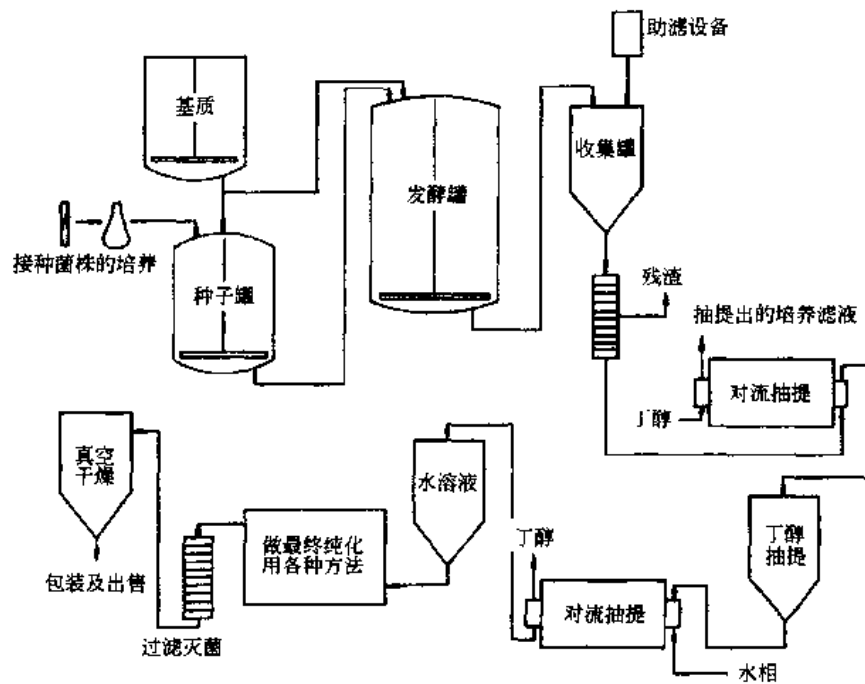 助滤设备
基质
收集罐
发酵罐
接种菌株的培养
种子罐
残渣
抽提出的培养滤液
对流抽提
丁醇
真空
干燥
水溶液
丁醇
抽提
做最终纯化
用各种方法
丁醇
包装及出售
对流抽提
过滤灭菌
水相